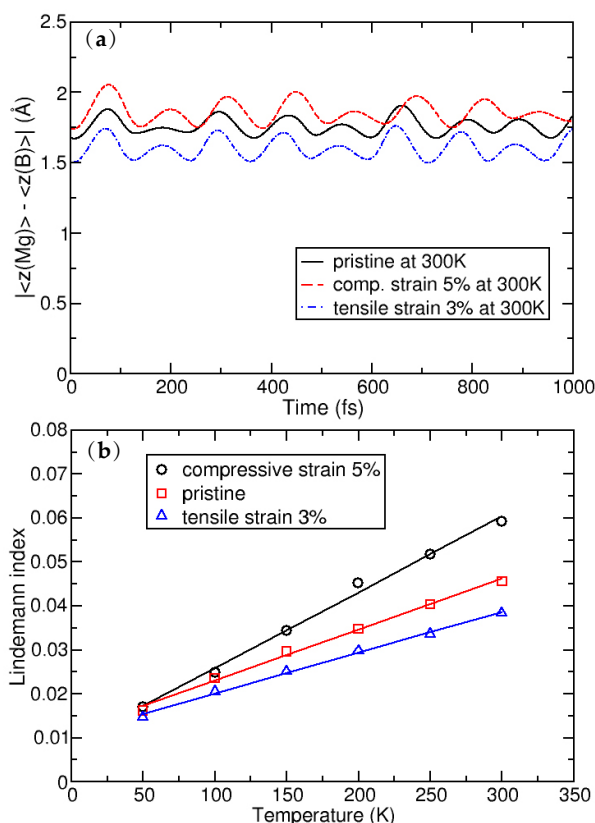 (a)
2.5
2
1.5
1
0.5
0
|<z(Mg)> - <z(B)>| (Å)
pristine at 300K
comp. strain 5% at 300K
tensile strain 3% at 300K
0 200 400 600 800 1000
Time (fs)
(b)
0.08
0.07
0.06
0.05
0.04
0.03
0.02
0.01
0
Lindemann index
compressive strain 5%
pristine
tensile strain 3%
0 50 100 150 200 250 300 350
Temperature (K)